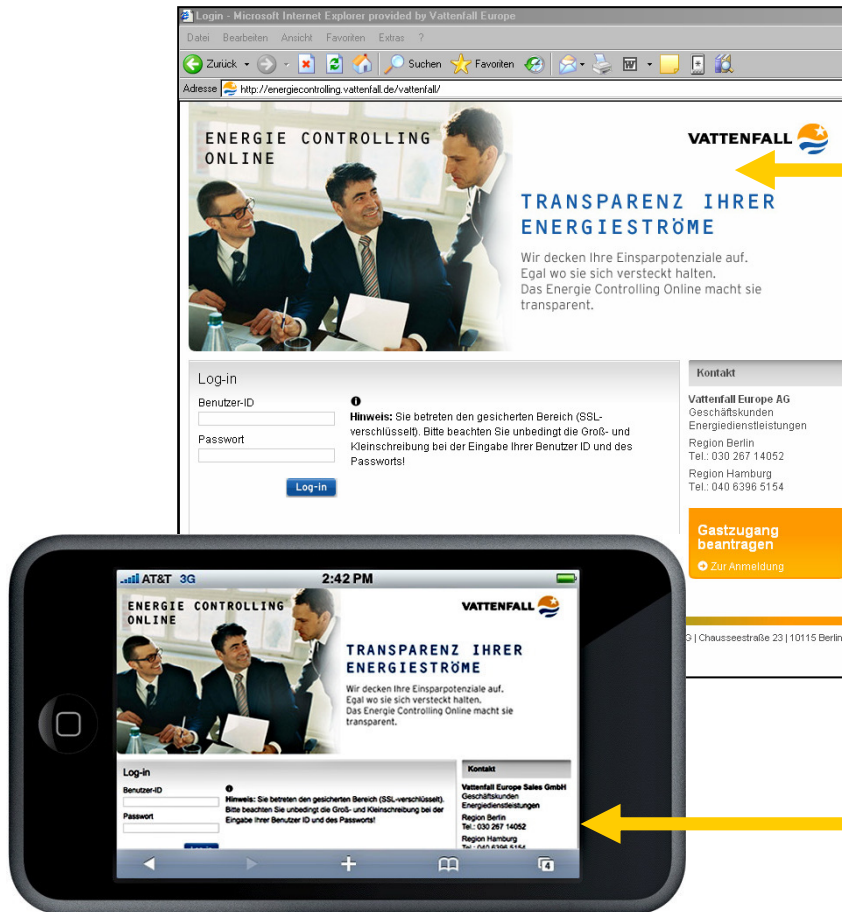 Login - Microsoft Internet Explorer provided by Vattenfall Europe
Datei Bearbeiten Ansicht Favoriten Extras ?
Zurück Suchen Favoriten
Adresse http://energiecontrolling.vattenfall.de/vattenfall/
ENERGIE CONTROLLING
ONLINE
VATTENFALL
TRANSPARENZ IHRER
ENERGIESTRÖME
Wir decken Ihre Einsparpotenziale auf.
Egal wo sie sich versteckt halten.
Das Energie Controlling Online macht sie
transparent.
Log-in
Benutzer-ID
Passwort
Log-in
Hinweis: Sie betreten den gesicherten Bereich (SSL-
verschlüsselt). Bitte beachten Sie unbedingt die Groß- und
Kleinschreibung bei der Eingabe Ihrer Benutzer ID und des
Passworts!
Kontakt
Vattenfall Europe AG
Geschäftskunden
Energiedienstleistungen
Region Berlin
Tel.: 030 267 14052
Region Hamburg
Tel.: 040 6396 5154
Gastzugang
beantragen
Zur Anmeldung
G | Chausseestraße 23 | 10115 Berlin
AT&T 3G 2:42 PM
ENERGIE CONTROLLING
ONLINE
VATTENFALL
TRANSPARENZ IHRER
ENERGIESTRÖME
Wir decken Ihre Einsparpotenziale auf.
Egal wo sie sich versteckt halten.
Das Energie Controlling Online macht sie
transparent.
Log-in
Benutzer-ID
Passwort
Log-in
Hinweis: Sie betreten den gesicherten Bereich (SSL-verschlüsselt).
Bitte beachten Sie unbedingt die Groß- und Kleinschreibung bei der
Eingabe Ihrer Benutzer ID und des Passworts!
Kontakt
Vattenfall Europe Sales GmbH
Geschäftskunden
Energiedienstleistungen
Region Berlin
Tel.: 030 267 14052
Region Hamburg
Tel.: 040 6396 5154
4